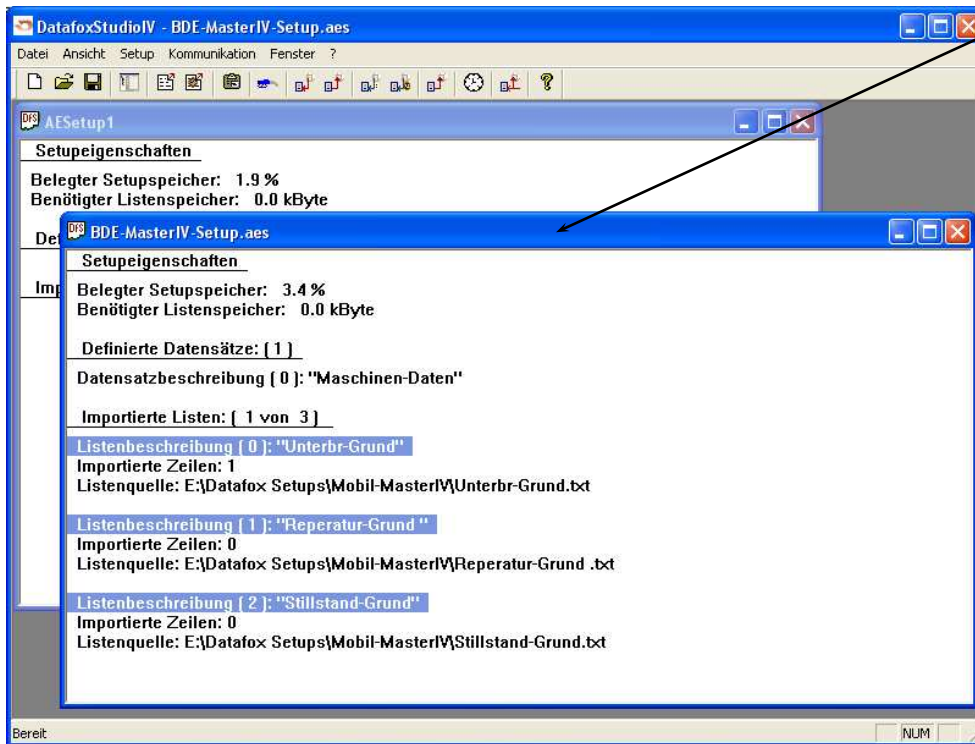 DatafoxStudioIV - BDE-MasterIV-Setup.aes
Datei Ansicht Setup Kommunikation Fenster ?
DFS AESetup1
Setupeigenschaften
Belegter Setupspeicher: 1.9 %
Benötigter Listenspeicher: 0.0 kByte
Def
Imp
DFS BDE-MasterIV-Setup.aes
Setupeigenschaften
Belegter Setupspeicher: 3.4 %
Benötigter Listenspeicher: 0.0 kByte
Definierte Datensätze: ( 1 )
Datensatzbeschreibung ( 0 ): "Maschinen-Daten"
Importierte Listen: ( 1 von 3 )
Listenbeschreibung ( 0 ): "Unterbr-Grund"
Importierte Zeilen: 1
Listenquelle: E:\Datafox Setups\Mobil-MasterIV\Unterbr-Grund.txt
Listenbeschreibung ( 1 ): "Reperatur-Grund "
Importierte Zeilen: 0
Listenquelle: E:\Datafox Setups\Mobil-MasterIV\Reperatur-Grund .txt
Listenbeschreibung ( 2 ): "Stillstand-Grund"
Importierte Zeilen: 0
Listenquelle: E:\Datafox Setups\Mobil-MasterIV\Stillstand-Grund.txt
Bereit NUM